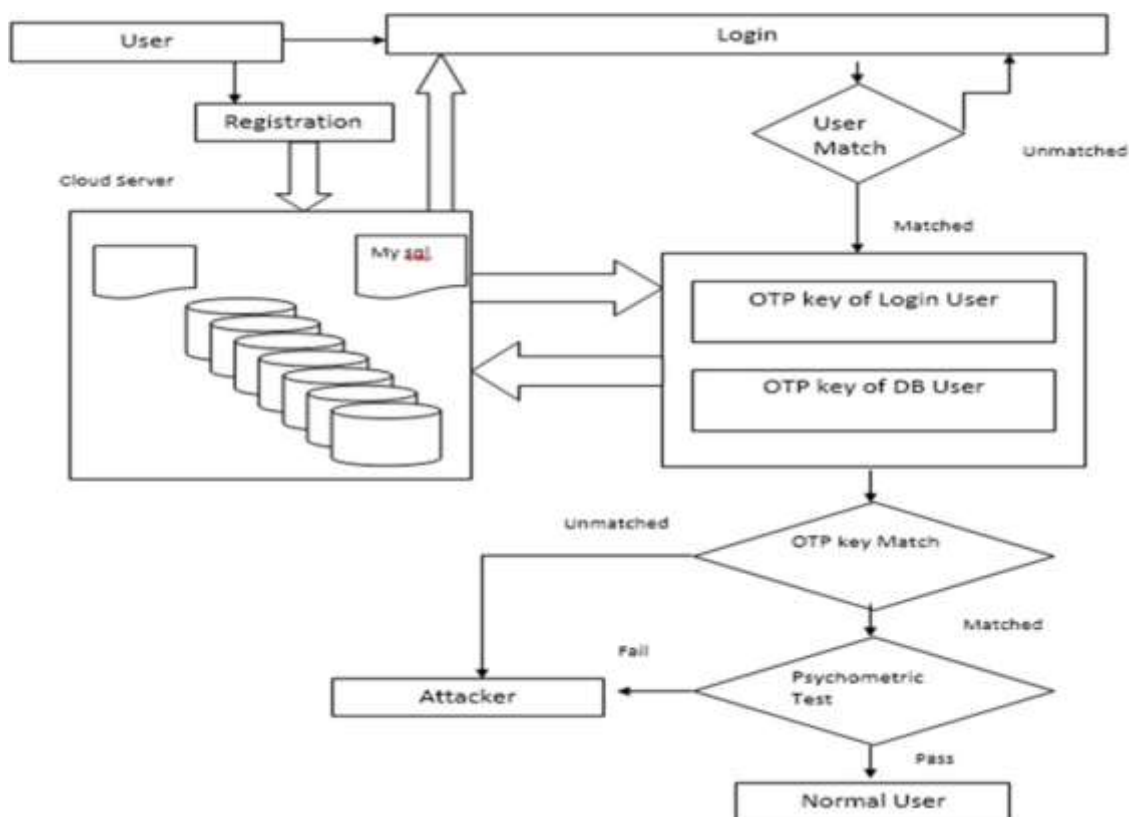 User
Login
Registration
User
Match
Unmatched
Cloud Server
Matched
My sql
OTP key of Login User
OTP key of DB User
Unmatched
OTP key Match
Matched
Fail
Psychometric
Test
Attacker
Pass
Normal User